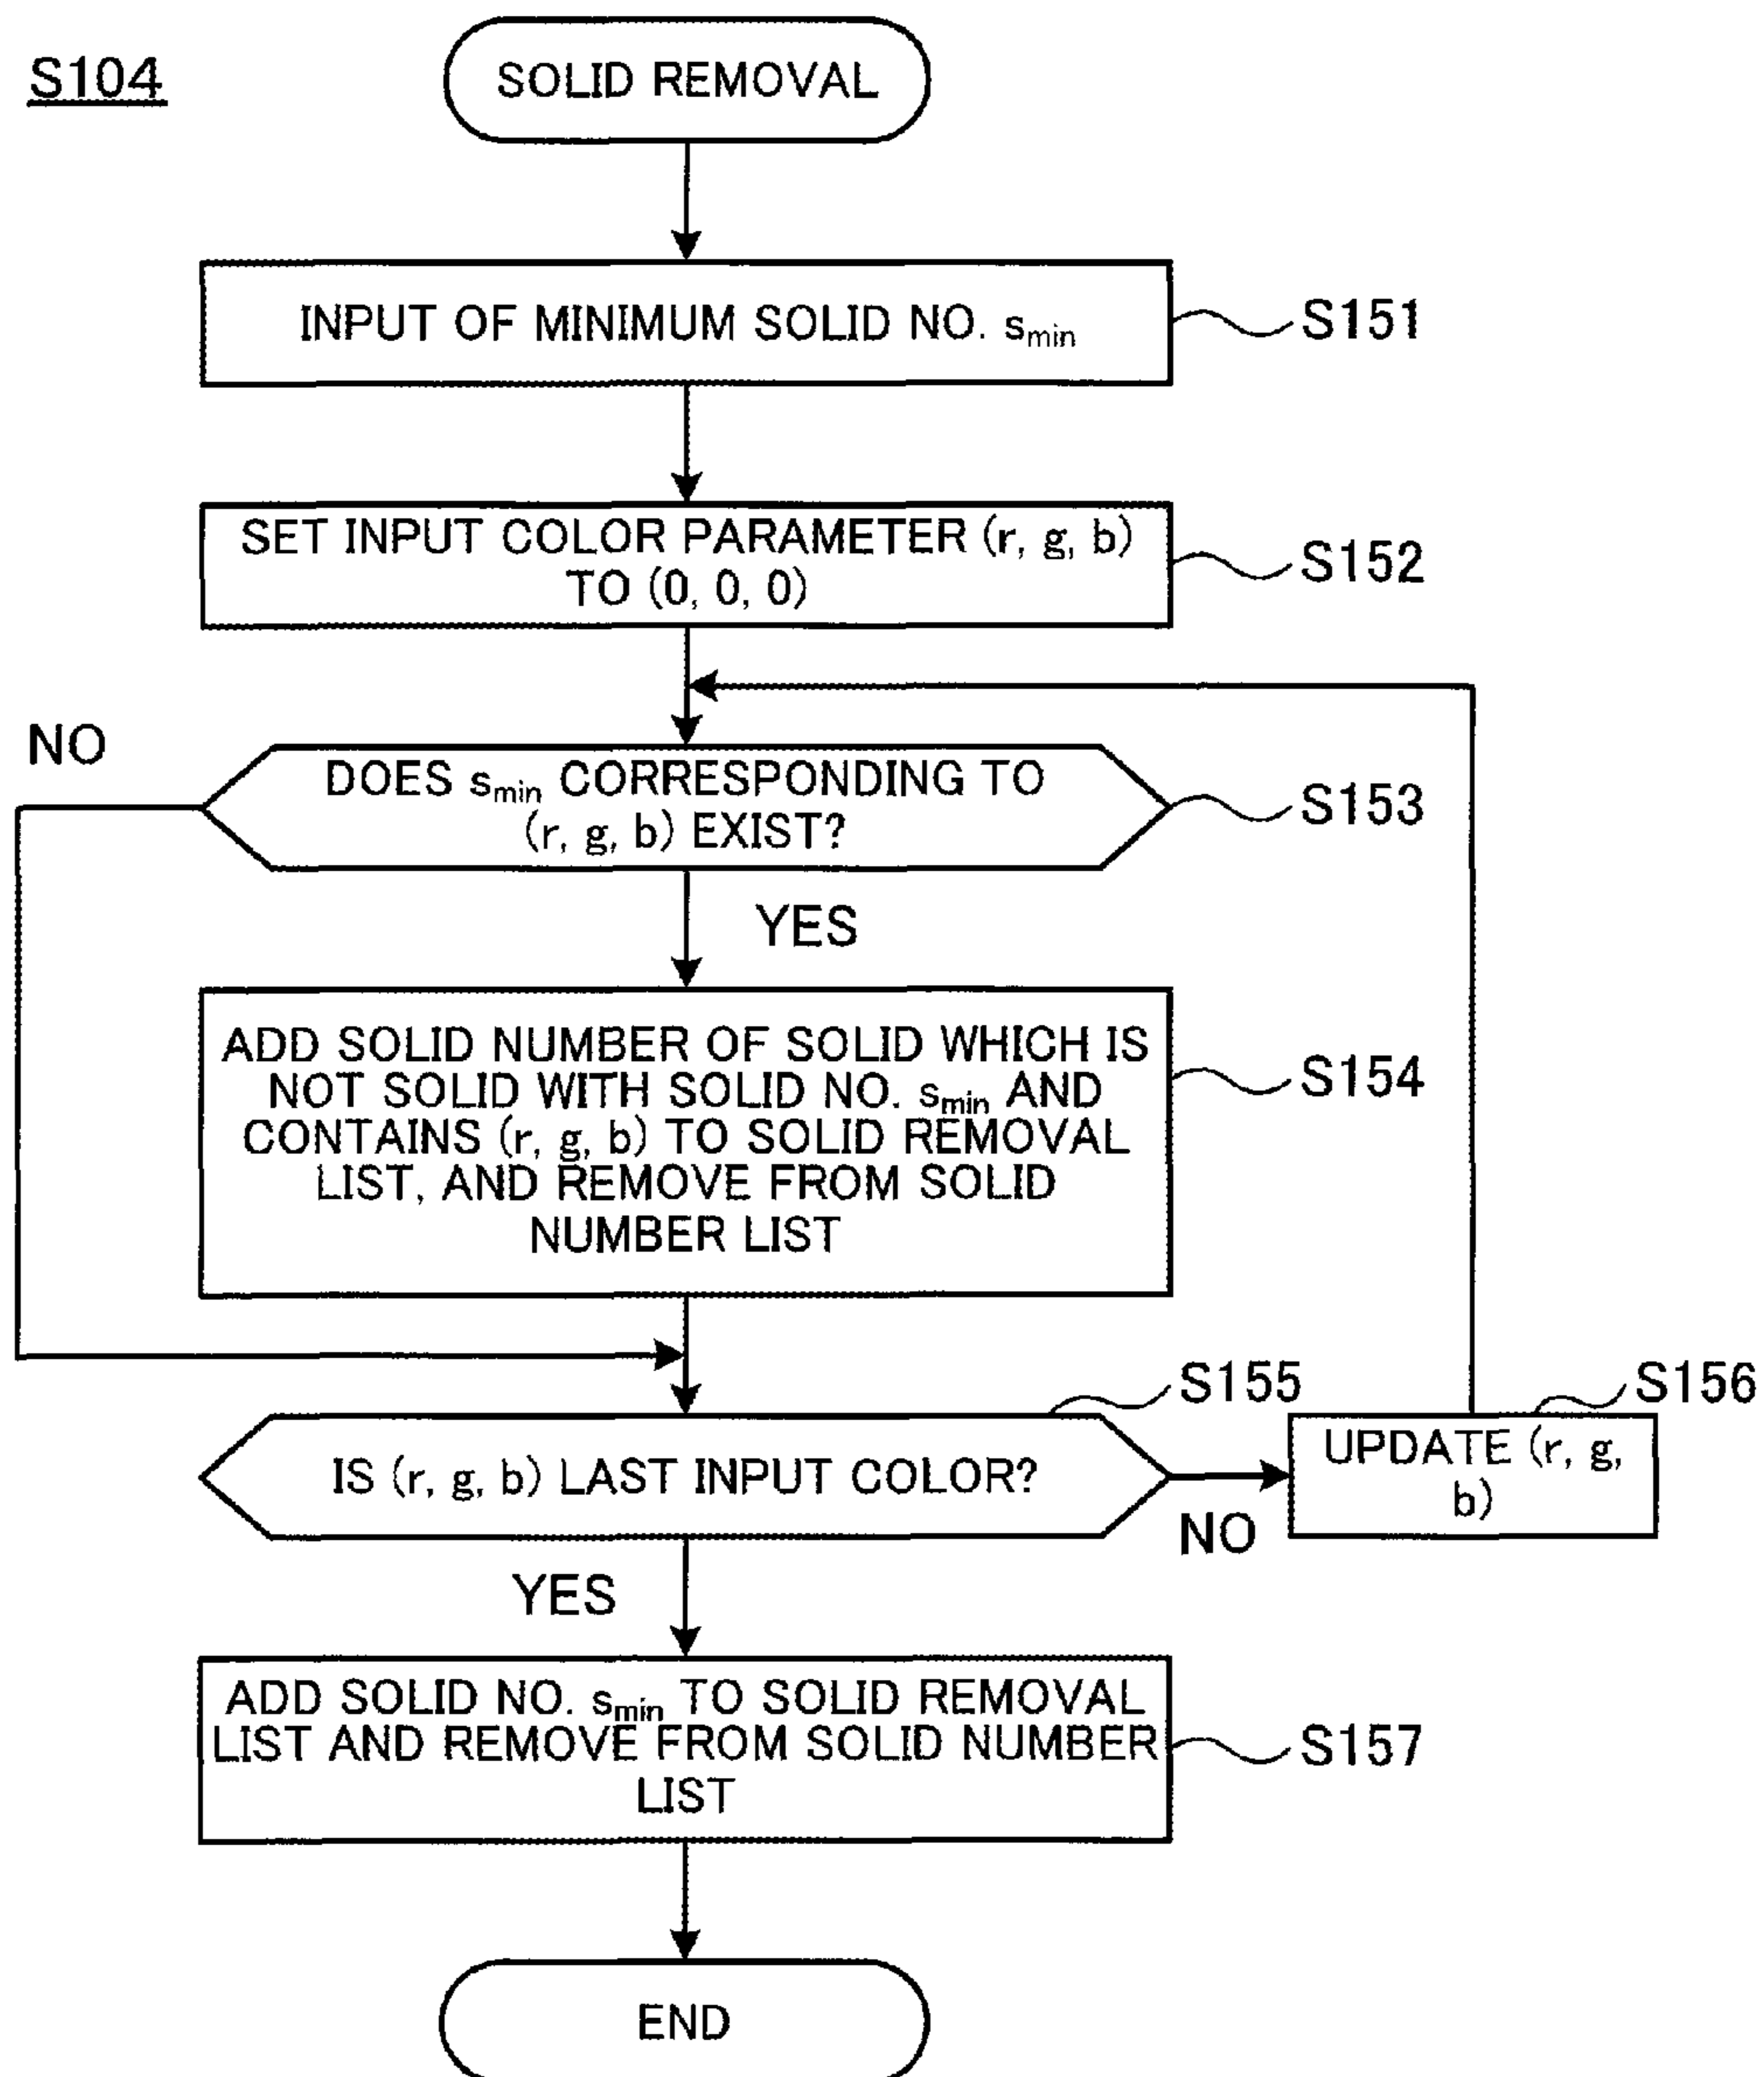 S104
SOLID REMOVAL
INPUT OF MINIMUM SOLID NO. smin
S151
SET INPUT COLOR PARAMETER (r, g, b)
TO (0, 0, 0)
S152
NO
DOES smin CORRESPONDING TO
(r, g, b) EXIST?
S153
YES
ADD SOLID NUMBER OF SOLID WHICH IS
NOT SOLID WITH SOLID NO. smin AND
CONTAINS (r, g, b) TO SOLID REMOVAL
LIST, AND REMOVE FROM SOLID
NUMBER LIST
S154
IS (r, g, b) LAST INPUT COLOR?
S155
NO
UPDATE (r, g,
b)
S156
YES
ADD SOLID NO. smin TO SOLID REMOVAL
LIST AND REMOVE FROM SOLID NUMBER
LIST
S157
END